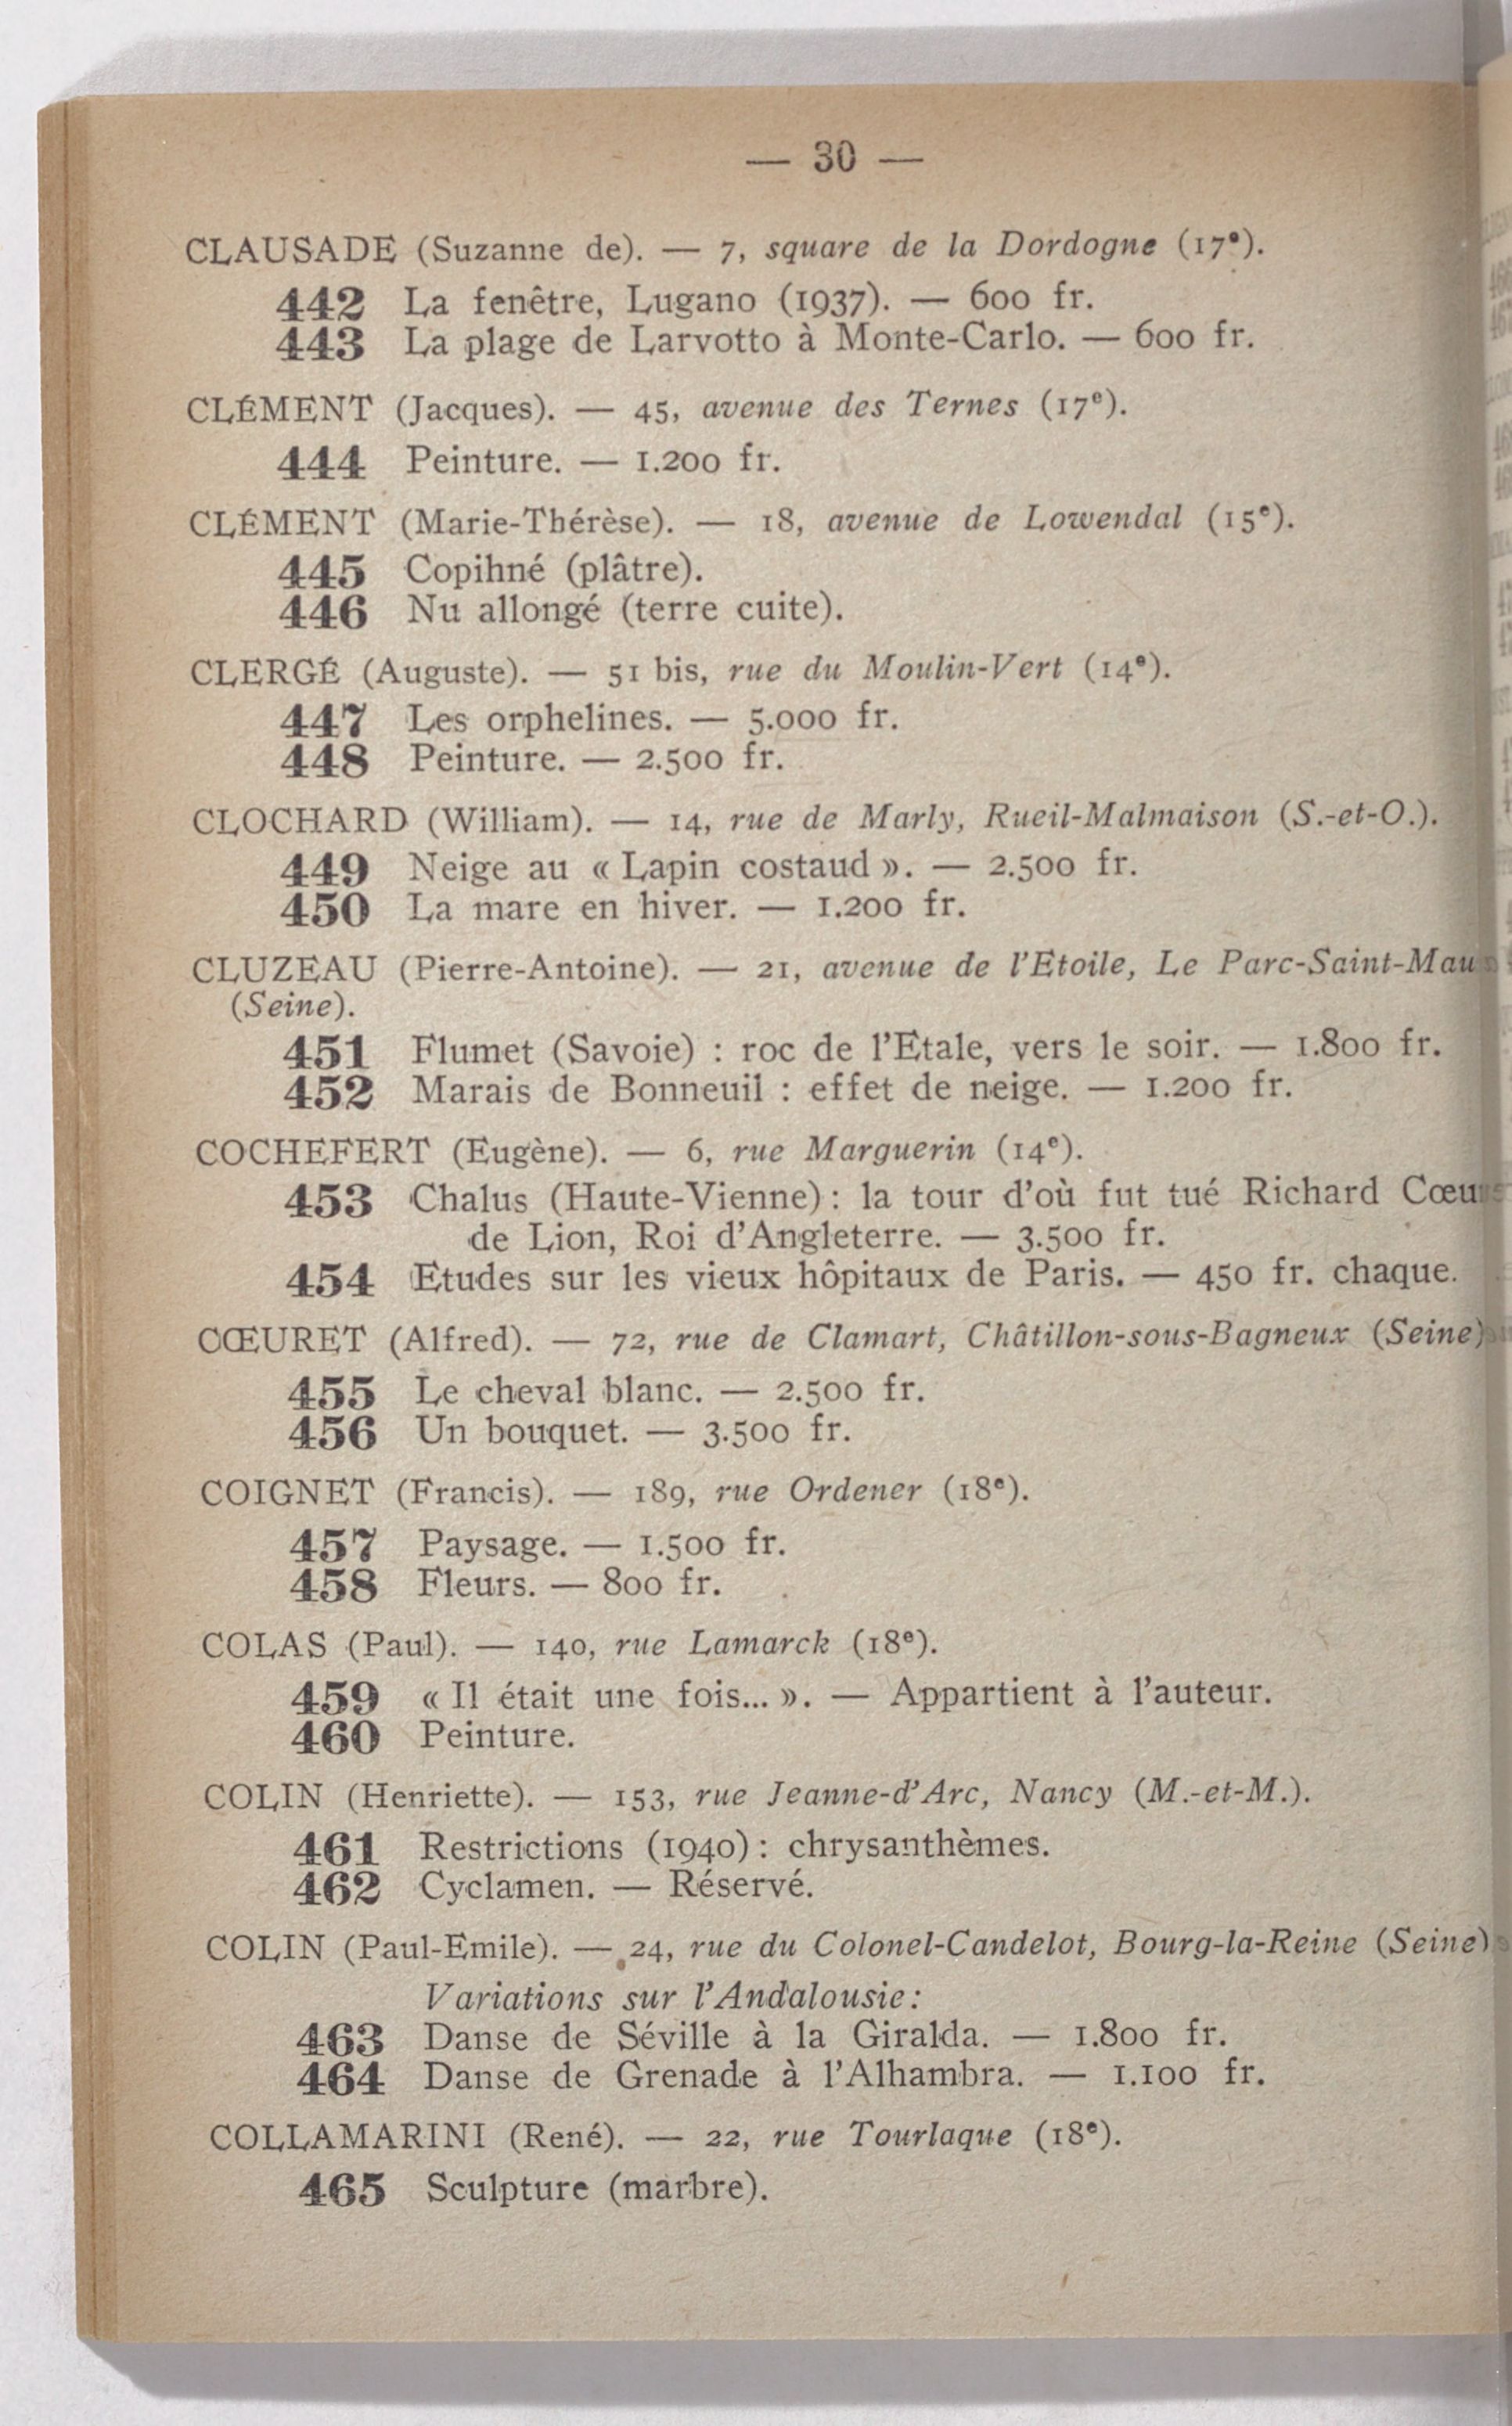 — 30 —
CLAUSADE (Suzanne de). — 7, square de la Dordogne (17ᵉ).
442 La fenêtre, Lugano (1937). — 600 fr.
443 La plage de Larvotto à Monte-Carlo. — 600 fr.
CLÉMENT (Jacques). — 45, avenue des Ternes (17ᵉ).
444 Peinture. — 1.200 fr.
CLÉMENT (Marie-Thérèse). — 18, avenue de Lowendal (15ᵉ).
445 Copihné (plâtre).
446 Nu allongé (terre cuite).
CLERGÉ (Auguste). — 51 bis, rue du Moulin-Vert (14ᵉ).
447 Les orphelines. — 5.000 fr.
448 Peinture. — 2.500 fr.
CLOCHARD (William). — 14, rue de Marly, Rueil-Malmaison (S.-et-O.).
449 Neige au « Lapin costaud ». — 2.500 fr.
450 La mare en hiver. — 1.200 fr.
CLUZEAU (Pierre-Antoine). — 21, avenue de l'Etoile, Le Parc-Saint-Mau
(Seine).
451 Flumet (Savoie) : roc de l'Etale, vers le soir. — 1.800 fr.
452 Marais de Bonneuil : effet de neige. — 1.200 fr.
COCHEFERT (Eugène). — 6, rue Marguerin (14ᵉ).
453 Chalus (Haute-Vienne) : la tour d'où fut tué Richard Cœur
de Lion, Roi d'Angleterre. — 3.500 fr.
454 Etudes sur les vieux hôpitaux de Paris. — 450 fr. chaque.
CŒURET (Alfred). — 72, rue de Clamart, Châtillon-sous-Bagneux (Seine)
455 Le cheval blanc. — 2.500 fr.
456 Un bouquet. — 3.500 fr.
COIGNET (Francis). — 189, rue Ordener (18ᵉ).
457 Paysage. — 1.500 fr.
458 Fleurs. — 800 fr.
COLAS (Paul). — 140, rue Lamarck (18ᵉ).
459 « Il était une fois... ». — Appartient à l'auteur.
460 Peinture.
COLIN (Henriette). — 153, rue Jeanne-d'Arc, Nancy (M.-et-M.).
461 Restrictions (1940) : chrysanthèmes.
462 Cyclamen. — Réservé.
COLIN (Paul-Emile). — 24, rue du Colonel-Candelot, Bourg-la-Reine (Seine)
Variations sur l'Andalousie :
463 Danse de Séville à la Giralda. — 1.800 fr.
464 Danse de Grenade à l'Alhambra. — 1.100 fr.
COLLAMARINI (René). — 22, rue Tourlaque (18ᵉ).
465 Sculpture (marbre).